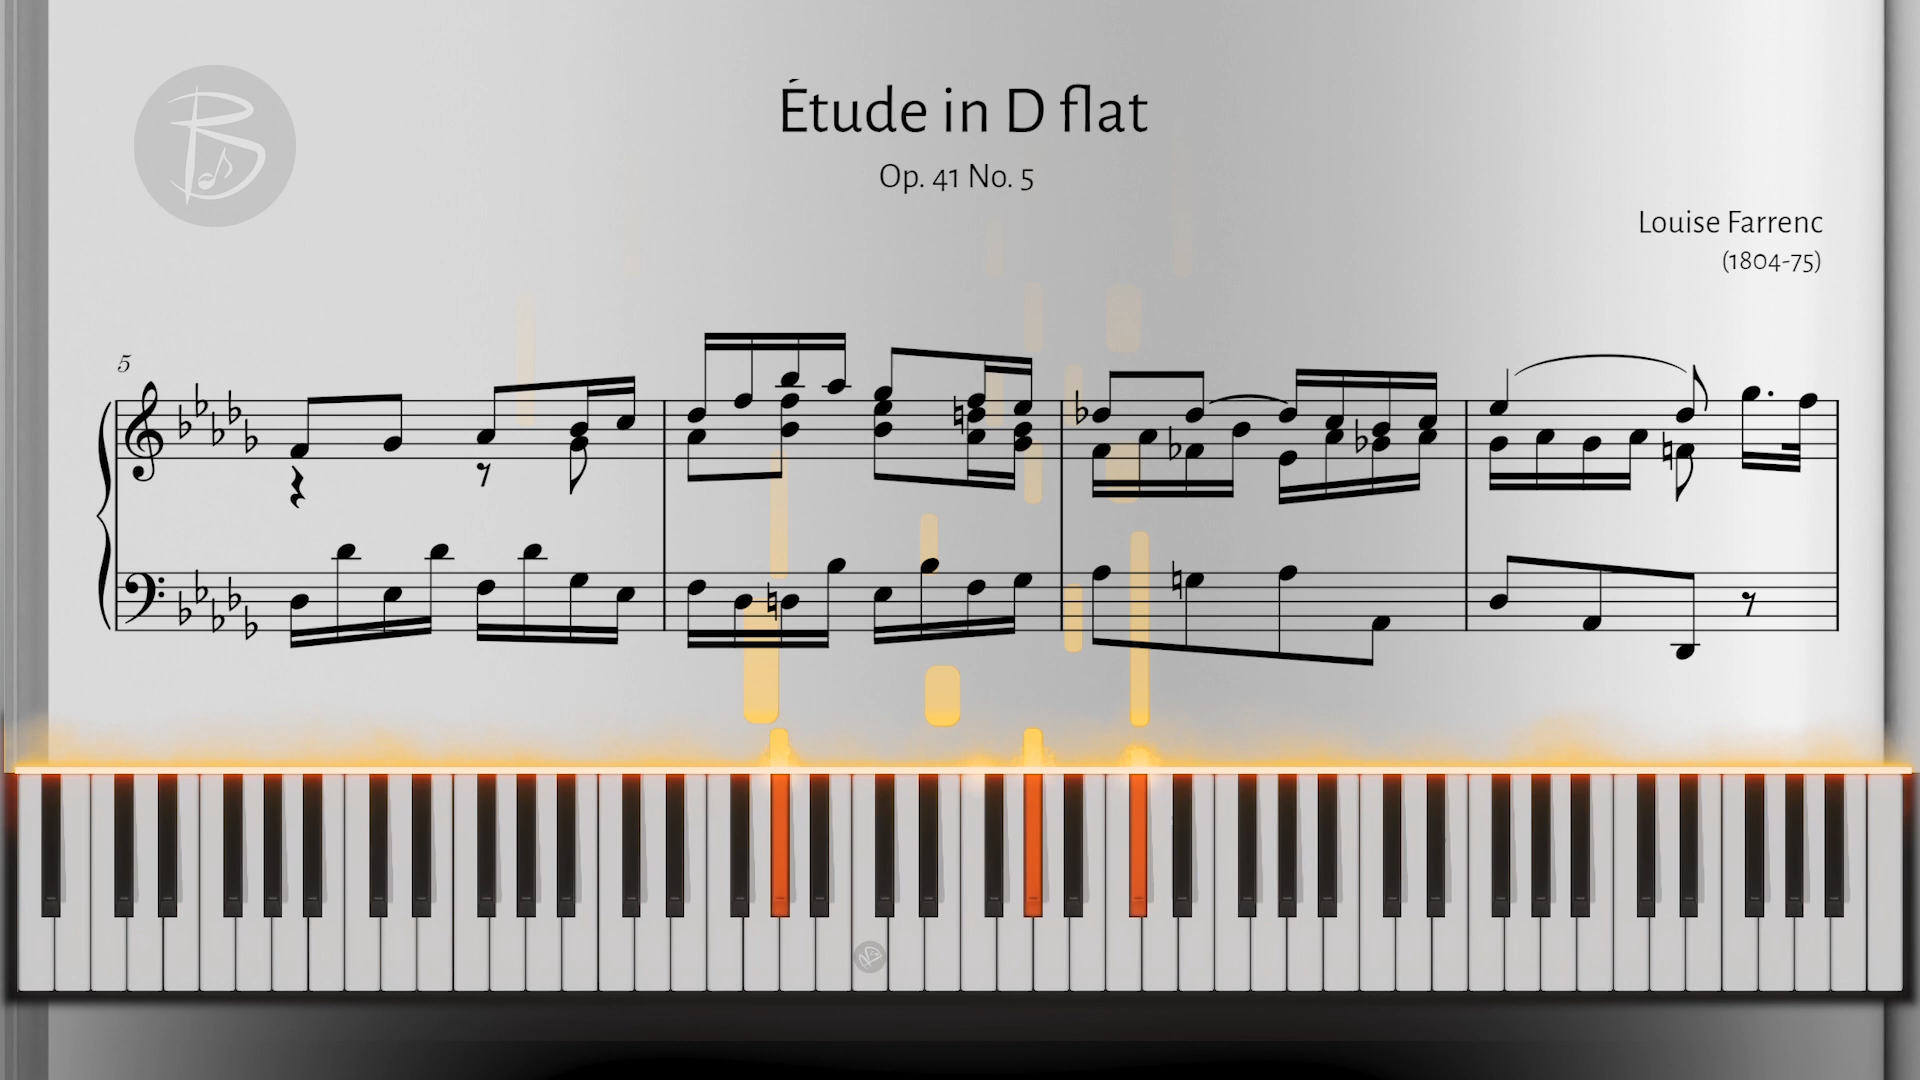 Étude in D flat
Op. 41 No. 5
Louise Farrenc
(1804-75)
5